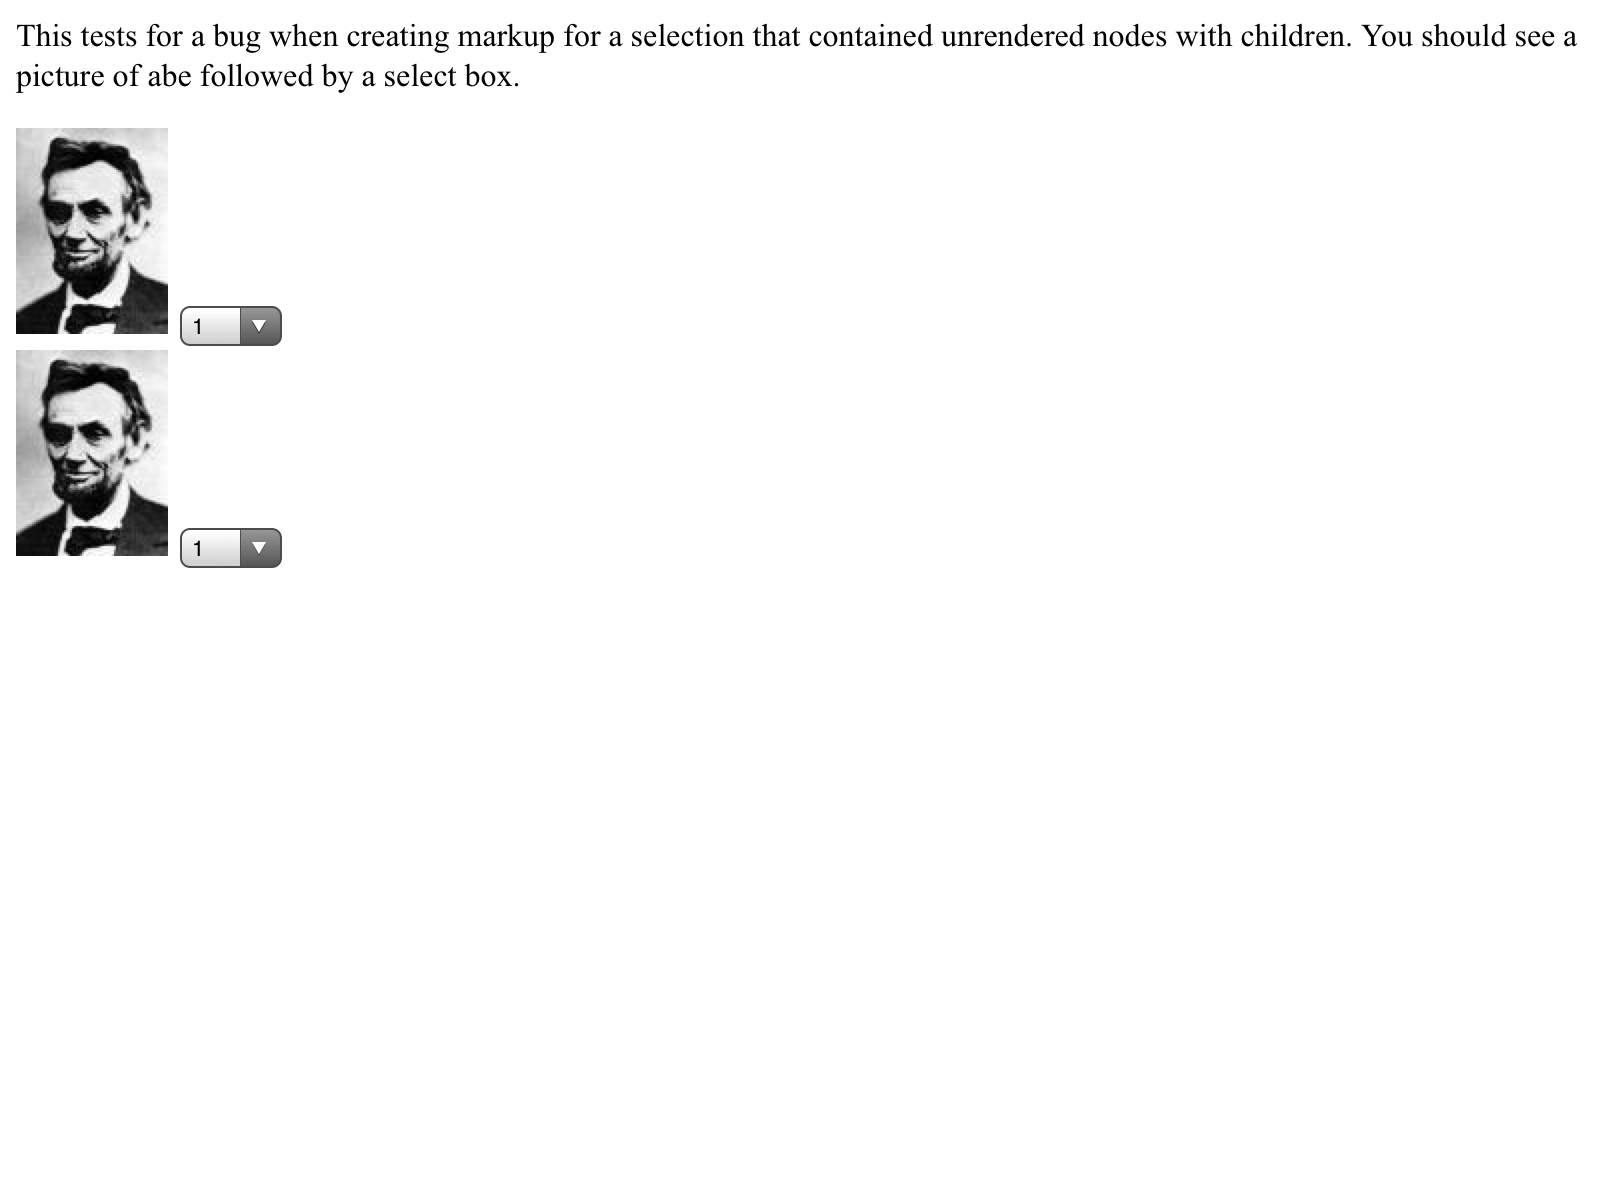 This tests for a bug when creating markup for a selection that contained unrendered nodes with children. You should see a
picture of abe followed by a select box.
1
1